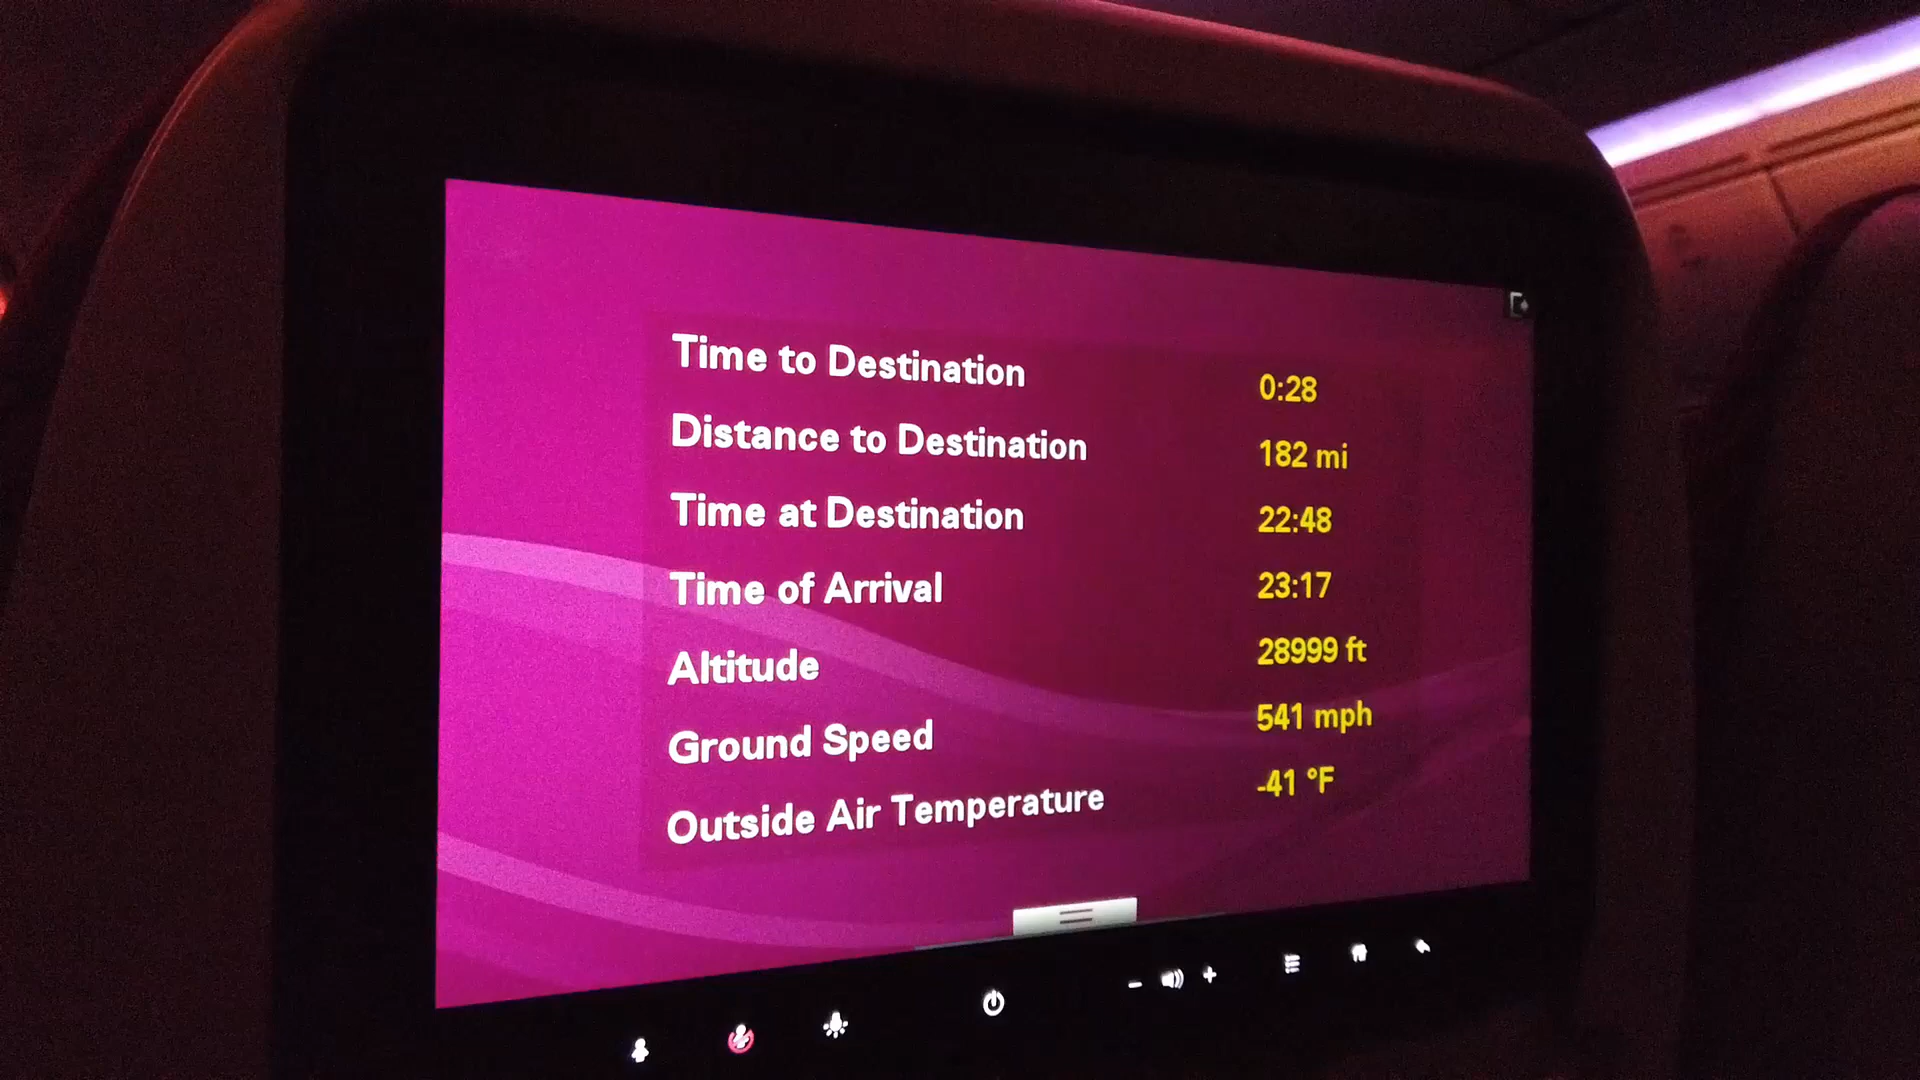 Time to Destination 0:28
Distance to Destination 182 mi
Time at Destination 22:48
Time of Arrival 23:17
Altitude 28999 ft
Ground Speed 541 mph
Outside Air Temperature -41 °F